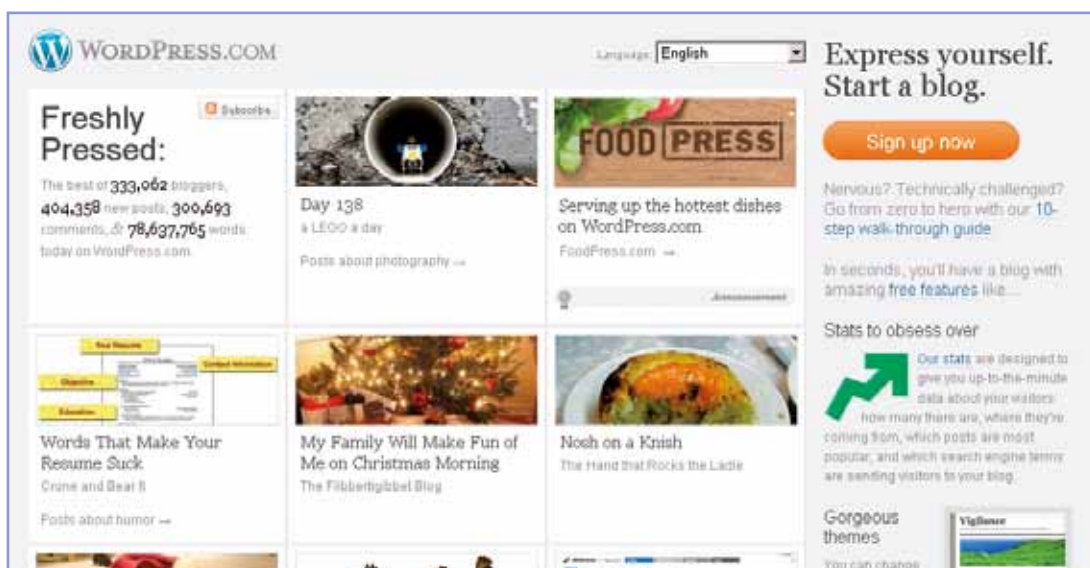 WORDPRESS.COM
Language: English
Freshly
Pressed:
Subscribe
The best of 333,062 bloggers,
404,358 new posts, 300,693
comments, & 78,637,765 words
today on WordPress.com.
Day 138
a LEGO a day
Posts about photography →
FOOD PRESS
Serving up the hottest dishes
on WordPress.com
FoodPress.com →
Announcement
Your Resume
Contact Information
Objective
Education
Words That Make Your
Resume Suck
Posts about humor →
My Family Will Make Fun of
Me on Christmas Morning
The Flibbertigibbet Blog
Nosh on a Knish
The Hand that Rocks the Ladle
Express yourself.
Start a blog.
Sign up now
Nervous? Technically challenged?
Go from zero to hero with our 10-
step walk-through guide
In seconds, you'll have a blog with
amazing free features like...
Stats to obsess over
Our stats are designed to
give you up-to-the-minute
data about your visitors
how many there are, where they're
coming from, which posts are most
popular, and which search engine terms
are sending visitors to your blog.
Gorgeous
themes
Vigilance
You can change